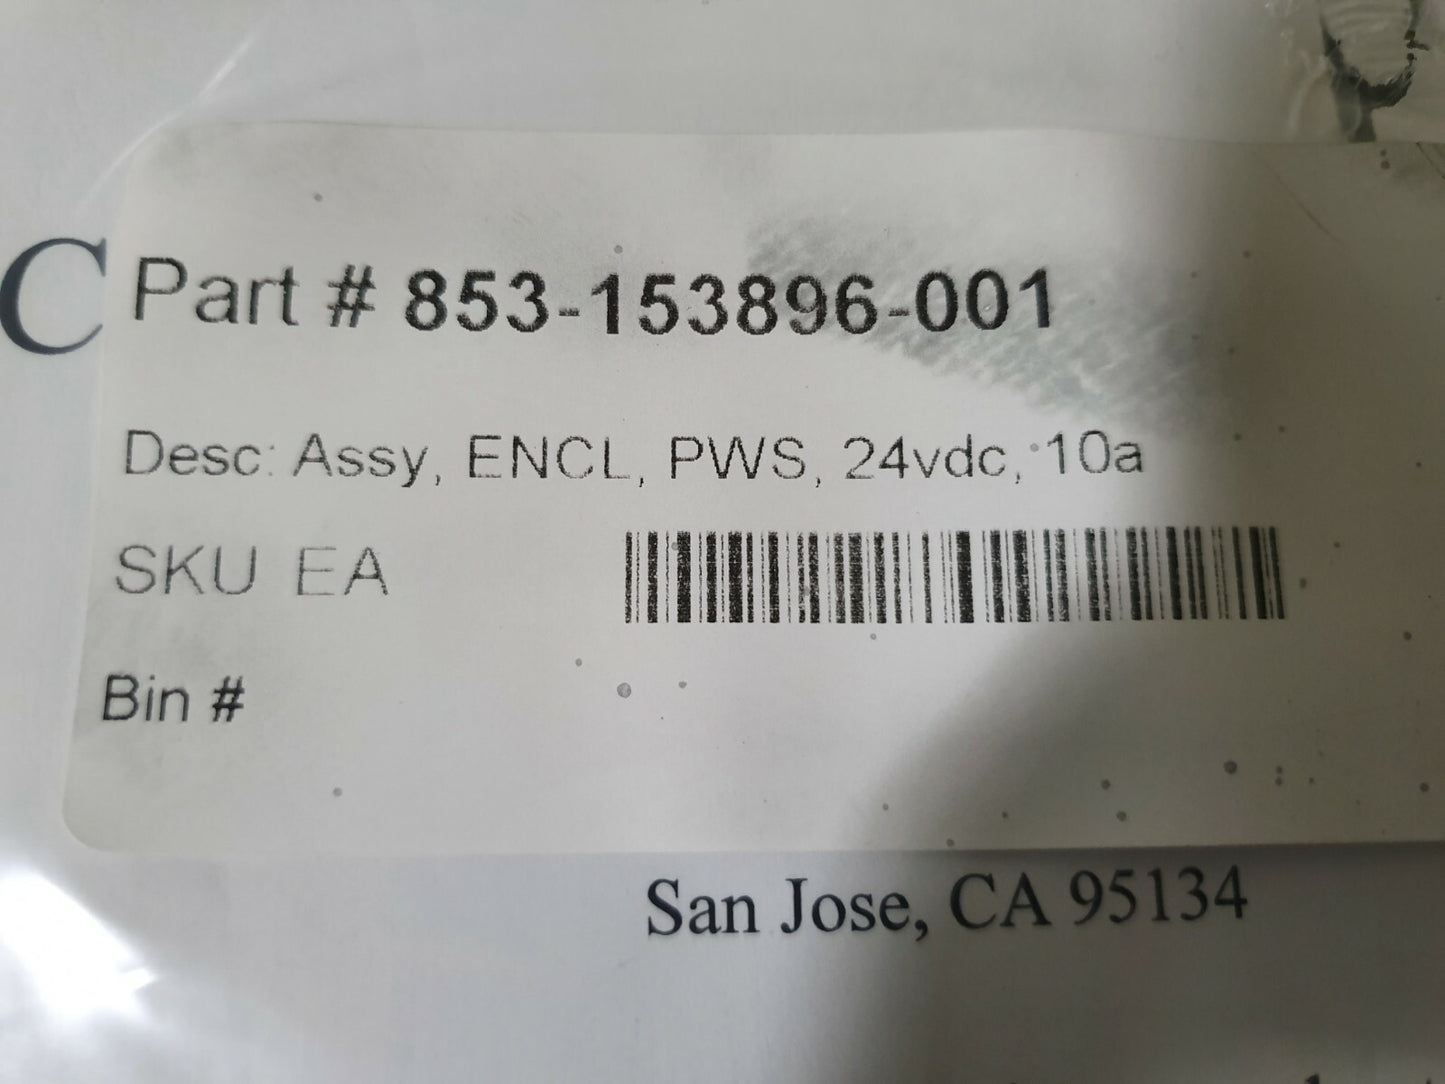 C
Part # 853-153896-001
Desc: Assy, ENCL, PWS, 24vdc, 10a
SKU EA
Bin #
San Jose, CA 95134